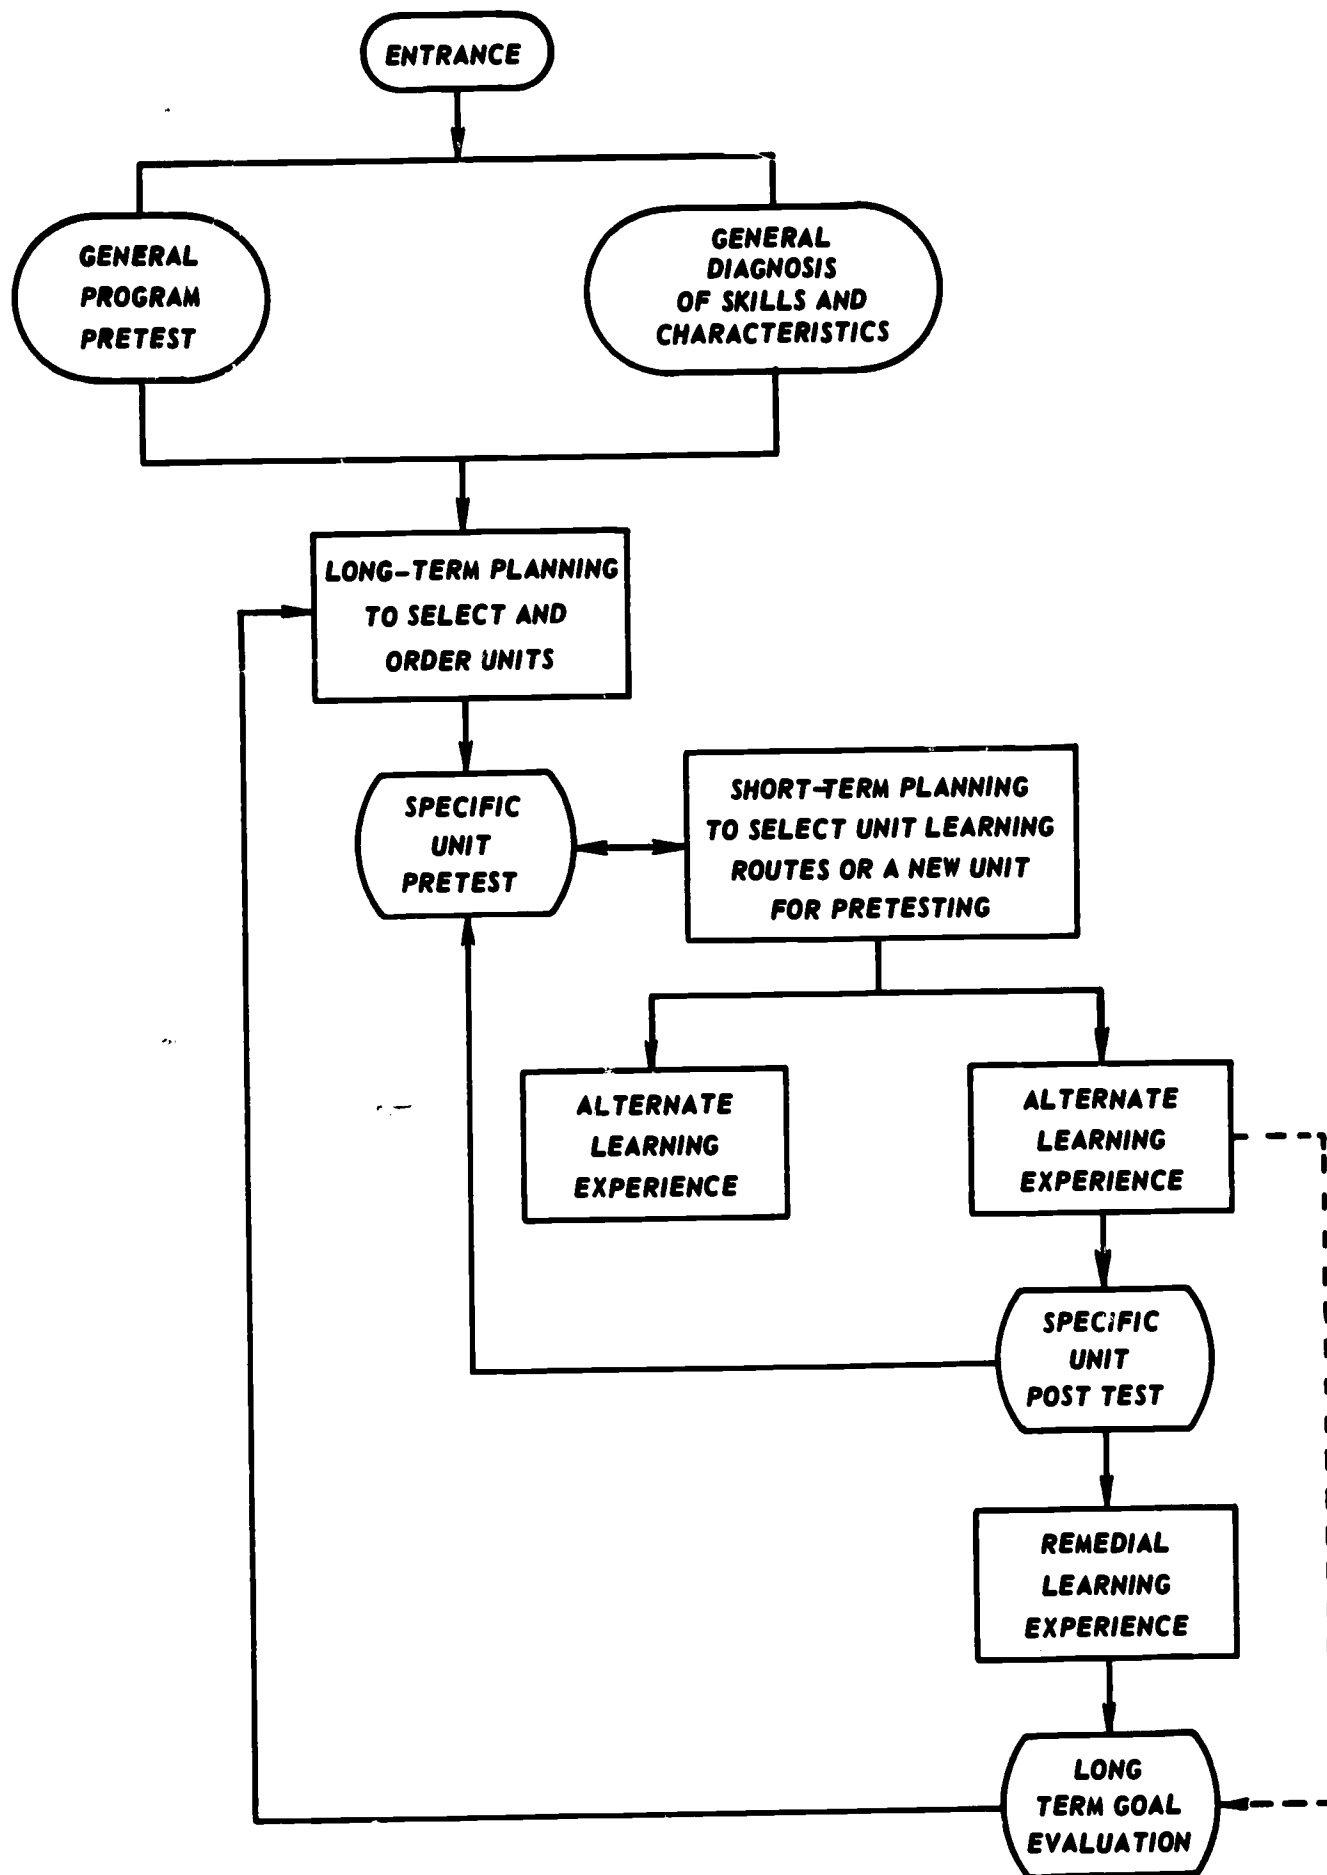 ENTRANCE
GENERAL
PROGRAM
PRETEST
GENERAL
DIAGNOSIS
OF SKILLS AND
CHARACTERISTICS
LONG-TERM PLANNING
TO SELECT AND
ORDER UNITS
SPECIFIC
UNIT
PRETEST
SHORT-TERM PLANNING
TO SELECT UNIT LEARNING
ROUTES OR A NEW UNIT
FOR PRETESTING
ALTERNATE
LEARNING
EXPERIENCE
ALTERNATE
LEARNING
EXPERIENCE
SPECIFIC
UNIT
POST TEST
REMEDIAL
LEARNING
EXPERIENCE
LONG
TERM GOAL
EVALUATION